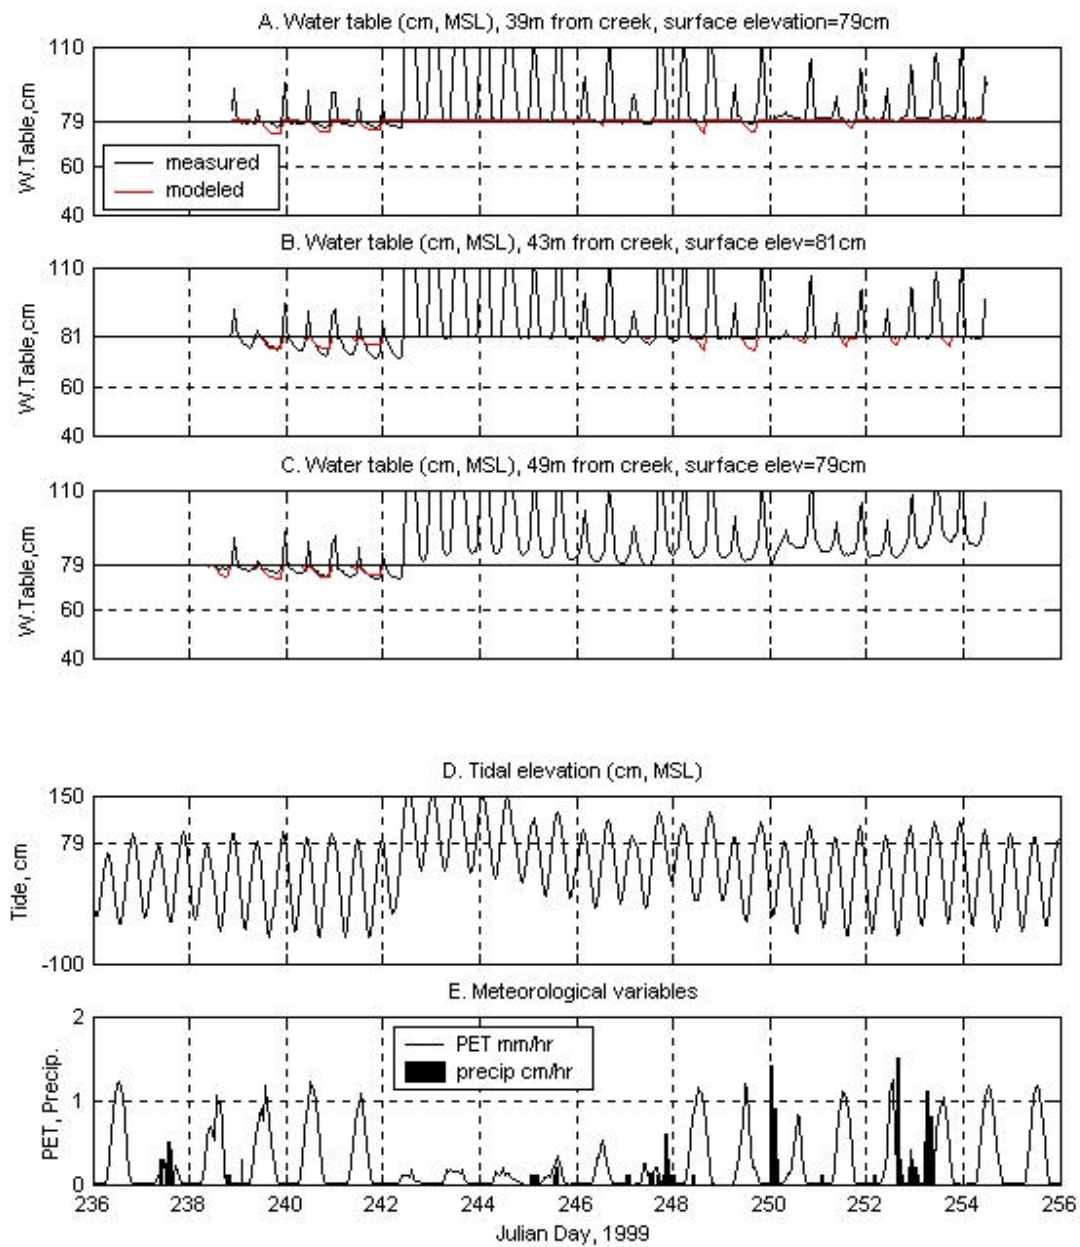 A. Water table (cm, MSL), 39m from creek, surface elevation=79cm
110
79
60
40
W.Table,cm
measured
modeled
B. Water table (cm, MSL), 43m from creek, surface elev=81cm
110
81
60
40
W.Table,cm
C. Water table (cm, MSL), 49m from creek, surface elev=79cm
110
79
60
40
W.Table,cm
D. Tidal elevation (cm, MSL)
150
79
-100
Tide, cm
E. Meteorological variables
2
1
0
PET, Precip.
PET mm/hr
precip cm/hr
236 238 240 242 244 246 248 250 252 254 256
Julian Day, 1999